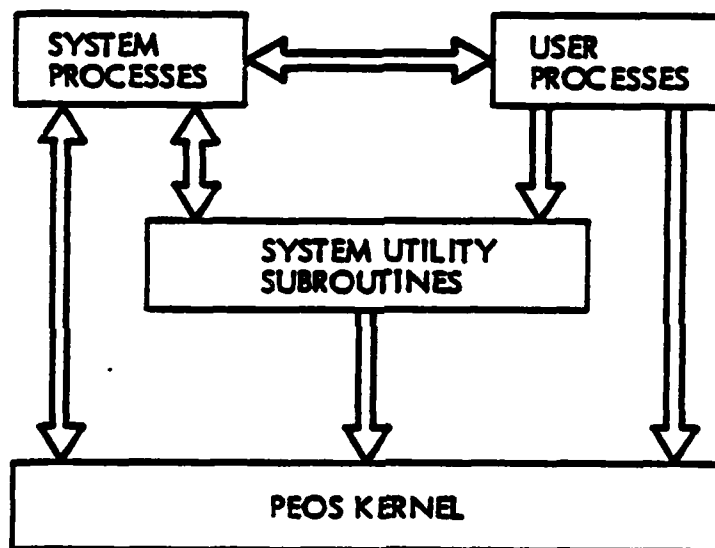 SYSTEM
PROCESSES
USER
PROCESSES
SYSTEM UTILITY
SUBROUTINES
PEOS KERNEL